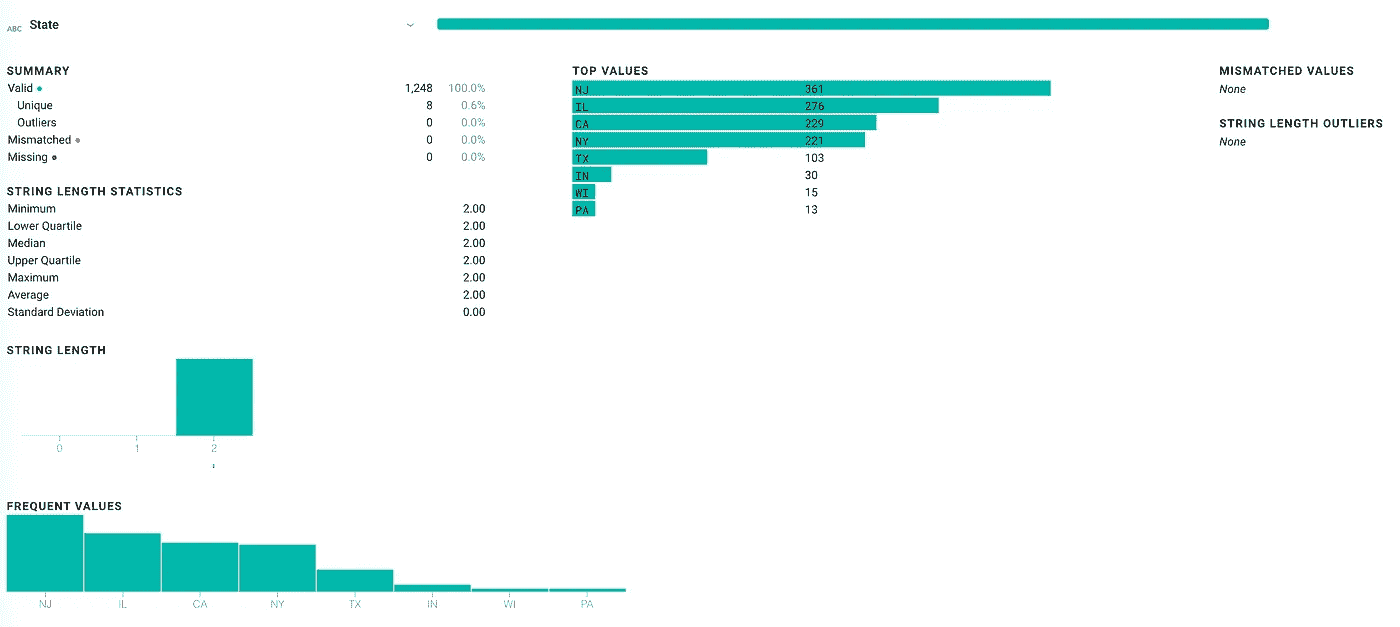 ABC State
SUMMARY
Valid 1,248 100.0%
Unique 8 0.6%
Outliers 0 0.0%
Mismatched 0 0.0%
Missing 0 0.0%
STRING LENGTH STATISTICS
Minimum 2.00
Lower Quartile 2.00
Median 2.00
Upper Quartile 2.00
Maximum 2.00
Average 2.00
Standard Deviation 0.00
STRING LENGTH
0 1 2
FREQUENT VALUES
NJ IL CA NY TX IN WI PA
TOP VALUES
NJ 361
IL 276
CA 229
NY 221
TX 103
IN 30
WI 15
PA 13
MISMATCHED VALUES
None
STRING LENGTH OUTLIERS
None